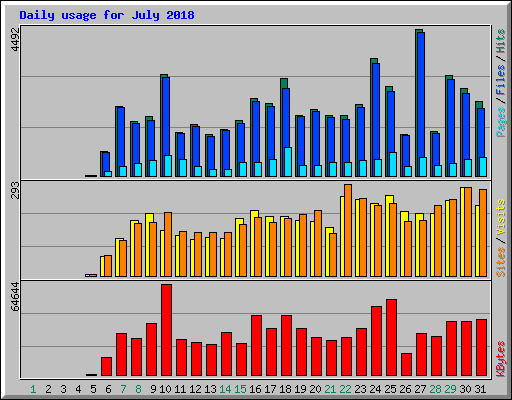 Daily usage for July 2018
4492
Pages / Files / Hits
293
Sites / Visits
64644
KBytes
1 2 3 4 5 6 7 8 9 10 11 12 13 14 15 16 17 18 19 20 21 22 23 24 25 26 27 28 29 30 31